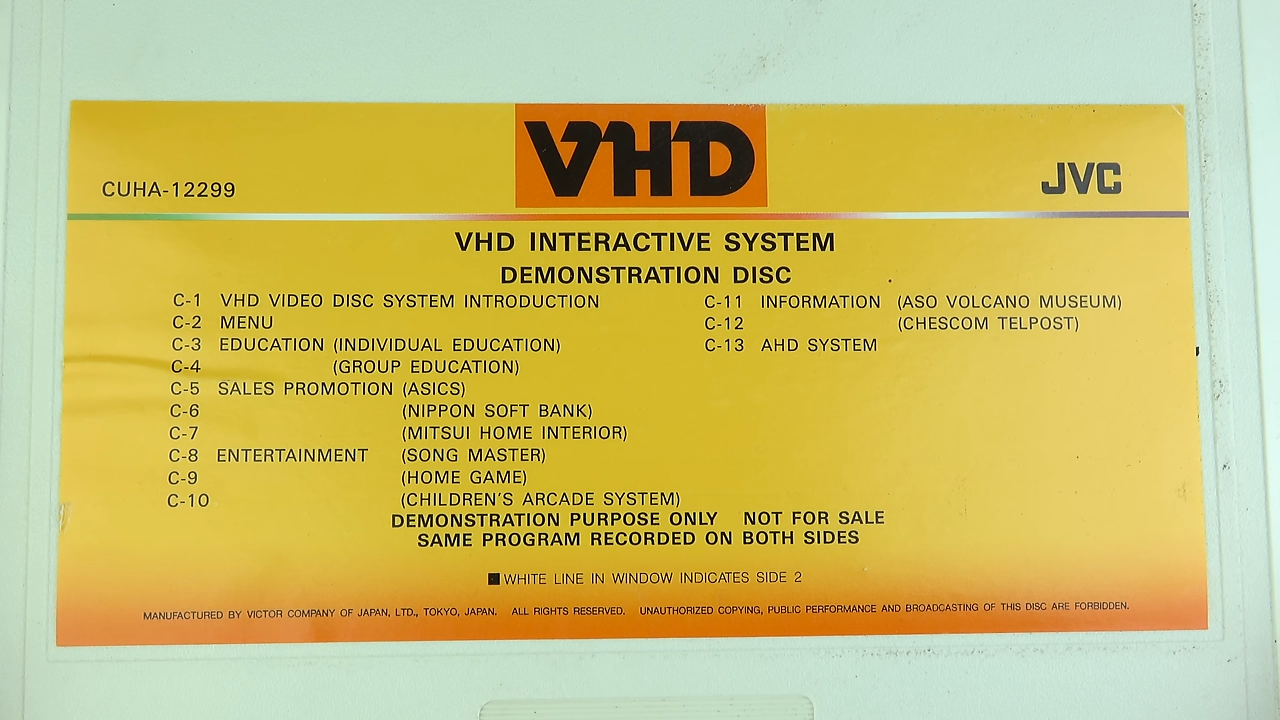 VHD
CUHA-12299
JVC
VHD INTERACTIVE SYSTEM
DEMONSTRATION DISC
C-1 VHD VIDEO DISC SYSTEM INTRODUCTION
C-2 MENU
C-3 EDUCATION (INDIVIDUAL EDUCATION)
C-4 (GROUP EDUCATION)
C-5 SALES PROMOTION (ASICS)
C-6 (NIPPON SOFT BANK)
C-7 (MITSUI HOME INTERIOR)
C-8 ENTERTAINMENT (SONG MASTER)
C-9 (HOME GAME)
C-10 (CHILDREN'S ARCADE SYSTEM)
C-11 INFORMATION (ASO VOLCANO MUSEUM)
C-12 (CHESCOM TELPOST)
C-13 AHD SYSTEM
DEMONSTRATION PURPOSE ONLY NOT FOR SALE
SAME PROGRAM RECORDED ON BOTH SIDES
■WHITE LINE IN WINDOW INDICATES SIDE 2
MANUFACTURED BY VICTOR COMPANY OF JAPAN, LTD., TOKYO, JAPAN. ALL RIGHTS RESERVED. UNAUTHORIZED COPYING, PUBLIC PERFORMANCE AND BROADCASTING OF THIS DISC ARE FORBIDDEN.